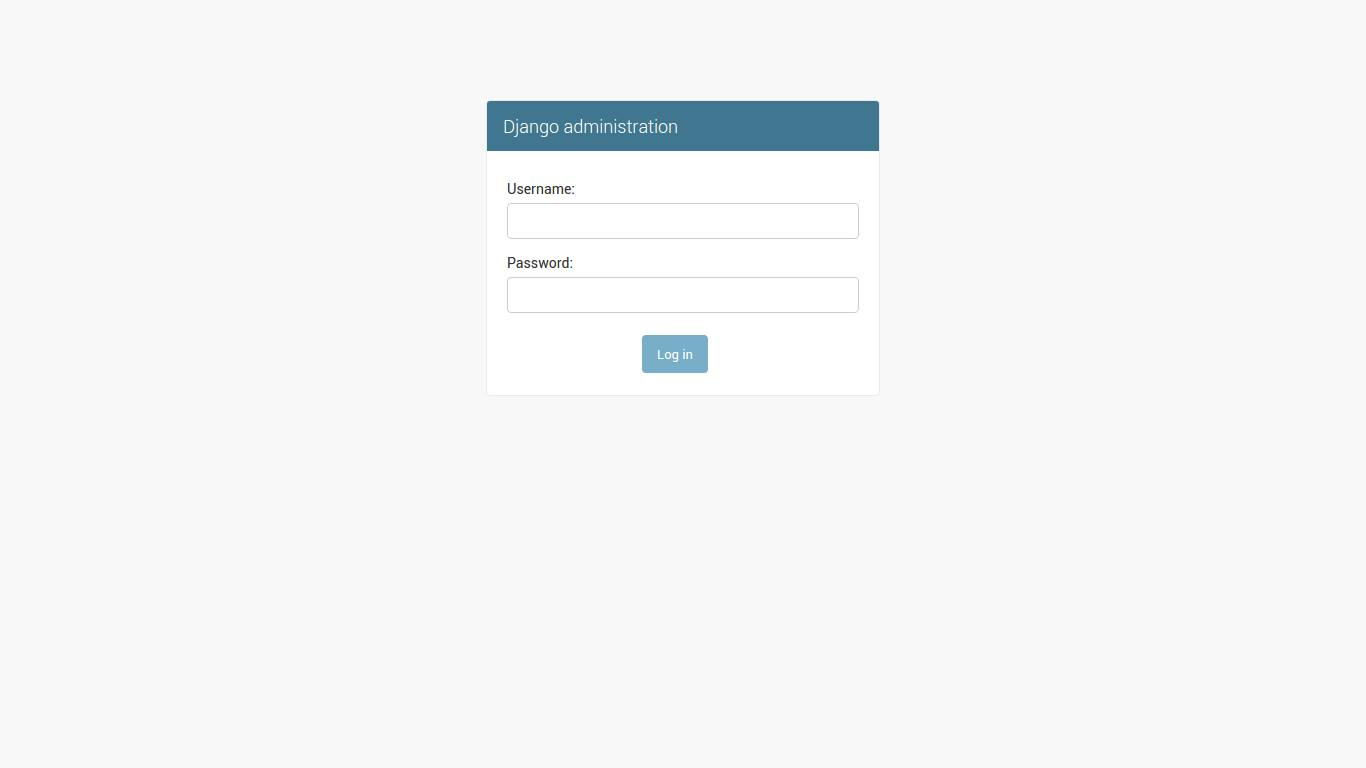 Django administration
Username:
Password:
Log in